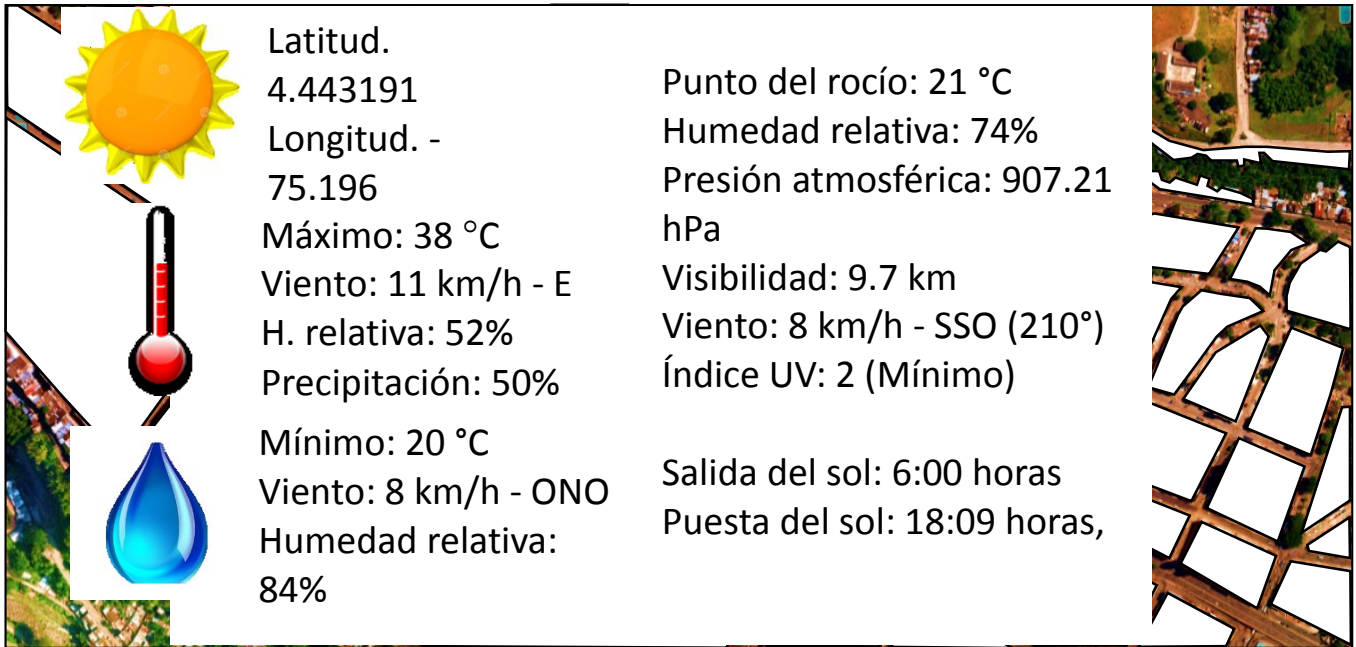 Latitud.
4.443191
Longitud. -
75.196
Máximo: 38 °C
Viento: 11 km/h - E
H. relativa: 52%
Precipitación: 50%
Mínimo: 20 °C
Viento: 8 km/h - ONO
Humedad relativa:
84%
Punto del rocío: 21 °C
Humedad relativa: 74%
Presión atmosférica: 907.21
hPa
Visibilidad: 9.7 km
Viento: 8 km/h - SSO (210°)
Índice UV: 2 (Mínimo)
Salida del sol: 6:00 horas
Puesta del sol: 18:09 horas,